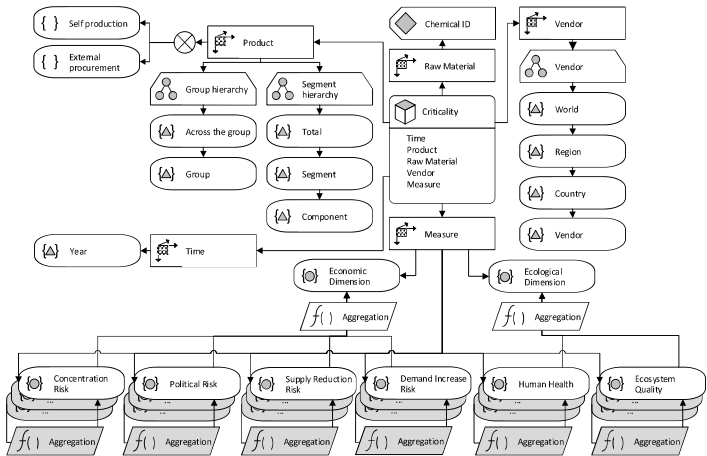 Self production
Product
Chemical ID
Vendor
External
procurement
Raw Material
Vendor
Group hierarchy
Segment
hierarchy
Criticality
World
Across the group
Total
Time
Product
Raw Material
Vendor
Measure
Region
Group
Segment
Country
Component
Vendor
Year
Time
Measure
Economic
Dimension
Ecological
Dimension
f( ) Aggregation
f( ) Aggregation
Concentration
Risk
Political Risk
Supply Reduction
Risk
Demand Increase
Risk
Human Health
Ecosystem
Quality
{ } ...
{ } ...
{ } ...
{ } ...
{ } ...
{ } ...
f( ) Aggregation
f( ) Aggregation
f( ) Aggregation
f( ) Aggregation
f( ) Aggregation
f( ) Aggregation